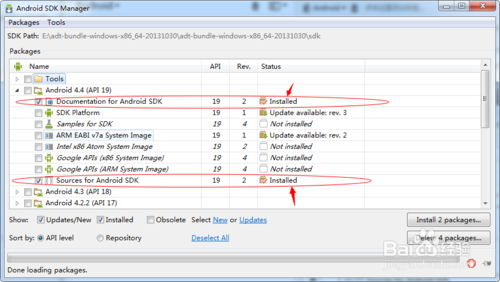 Android SDK Manager
Packages Tools
SDK Path: E:\adt-bundle-windows-x86_64-20131030\adt-bundle-windows-x86_64-20131030\sdk
Packages
Name API Rev. Status
Tools
Android 4.4 (API 19)
Documentation for Android SDK 19 2 Installed
SDK Platform 19 1 Update available: rev. 3
Samples for SDK 19 4 Not installed
ARM EABI v7a System Image 19 1 Update available: rev. 2
Intel x86 Atom System Image 19 2 Not installed
Google APIs (x86 System Image) 19 4 Not installed
Google APIs (ARM System Image) 19 4 Not installed
Sources for Android SDK 19 2 Installed
Android 4.3 (API 18)
Android 4.2.2 (API 17)
Show: Updates/New Installed Obsolete Select New or Updates Install 2 packages...
Sort by: API level Repository Deselect All Delete 4 packages...
Done loading packages.